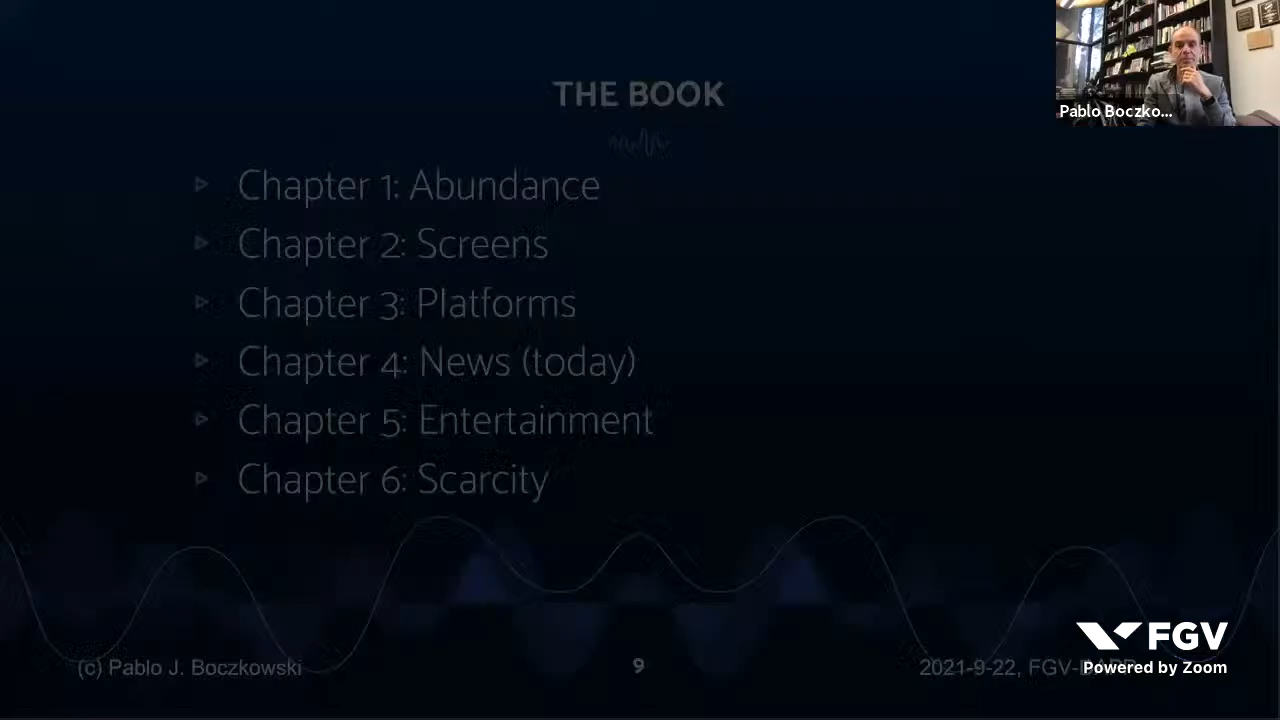 THE BOOK
Pablo Boczko...
Chapter 1: Abundance
Chapter 2: Screens
Chapter 3: Platforms
Chapter 4: News (today)
Chapter 5: Entertainment
Chapter 6: Scarcity
FGV
(c) Pablo J. Boczkowski
9
2021-9-22, FGV-DAPP
Powered by Zoom